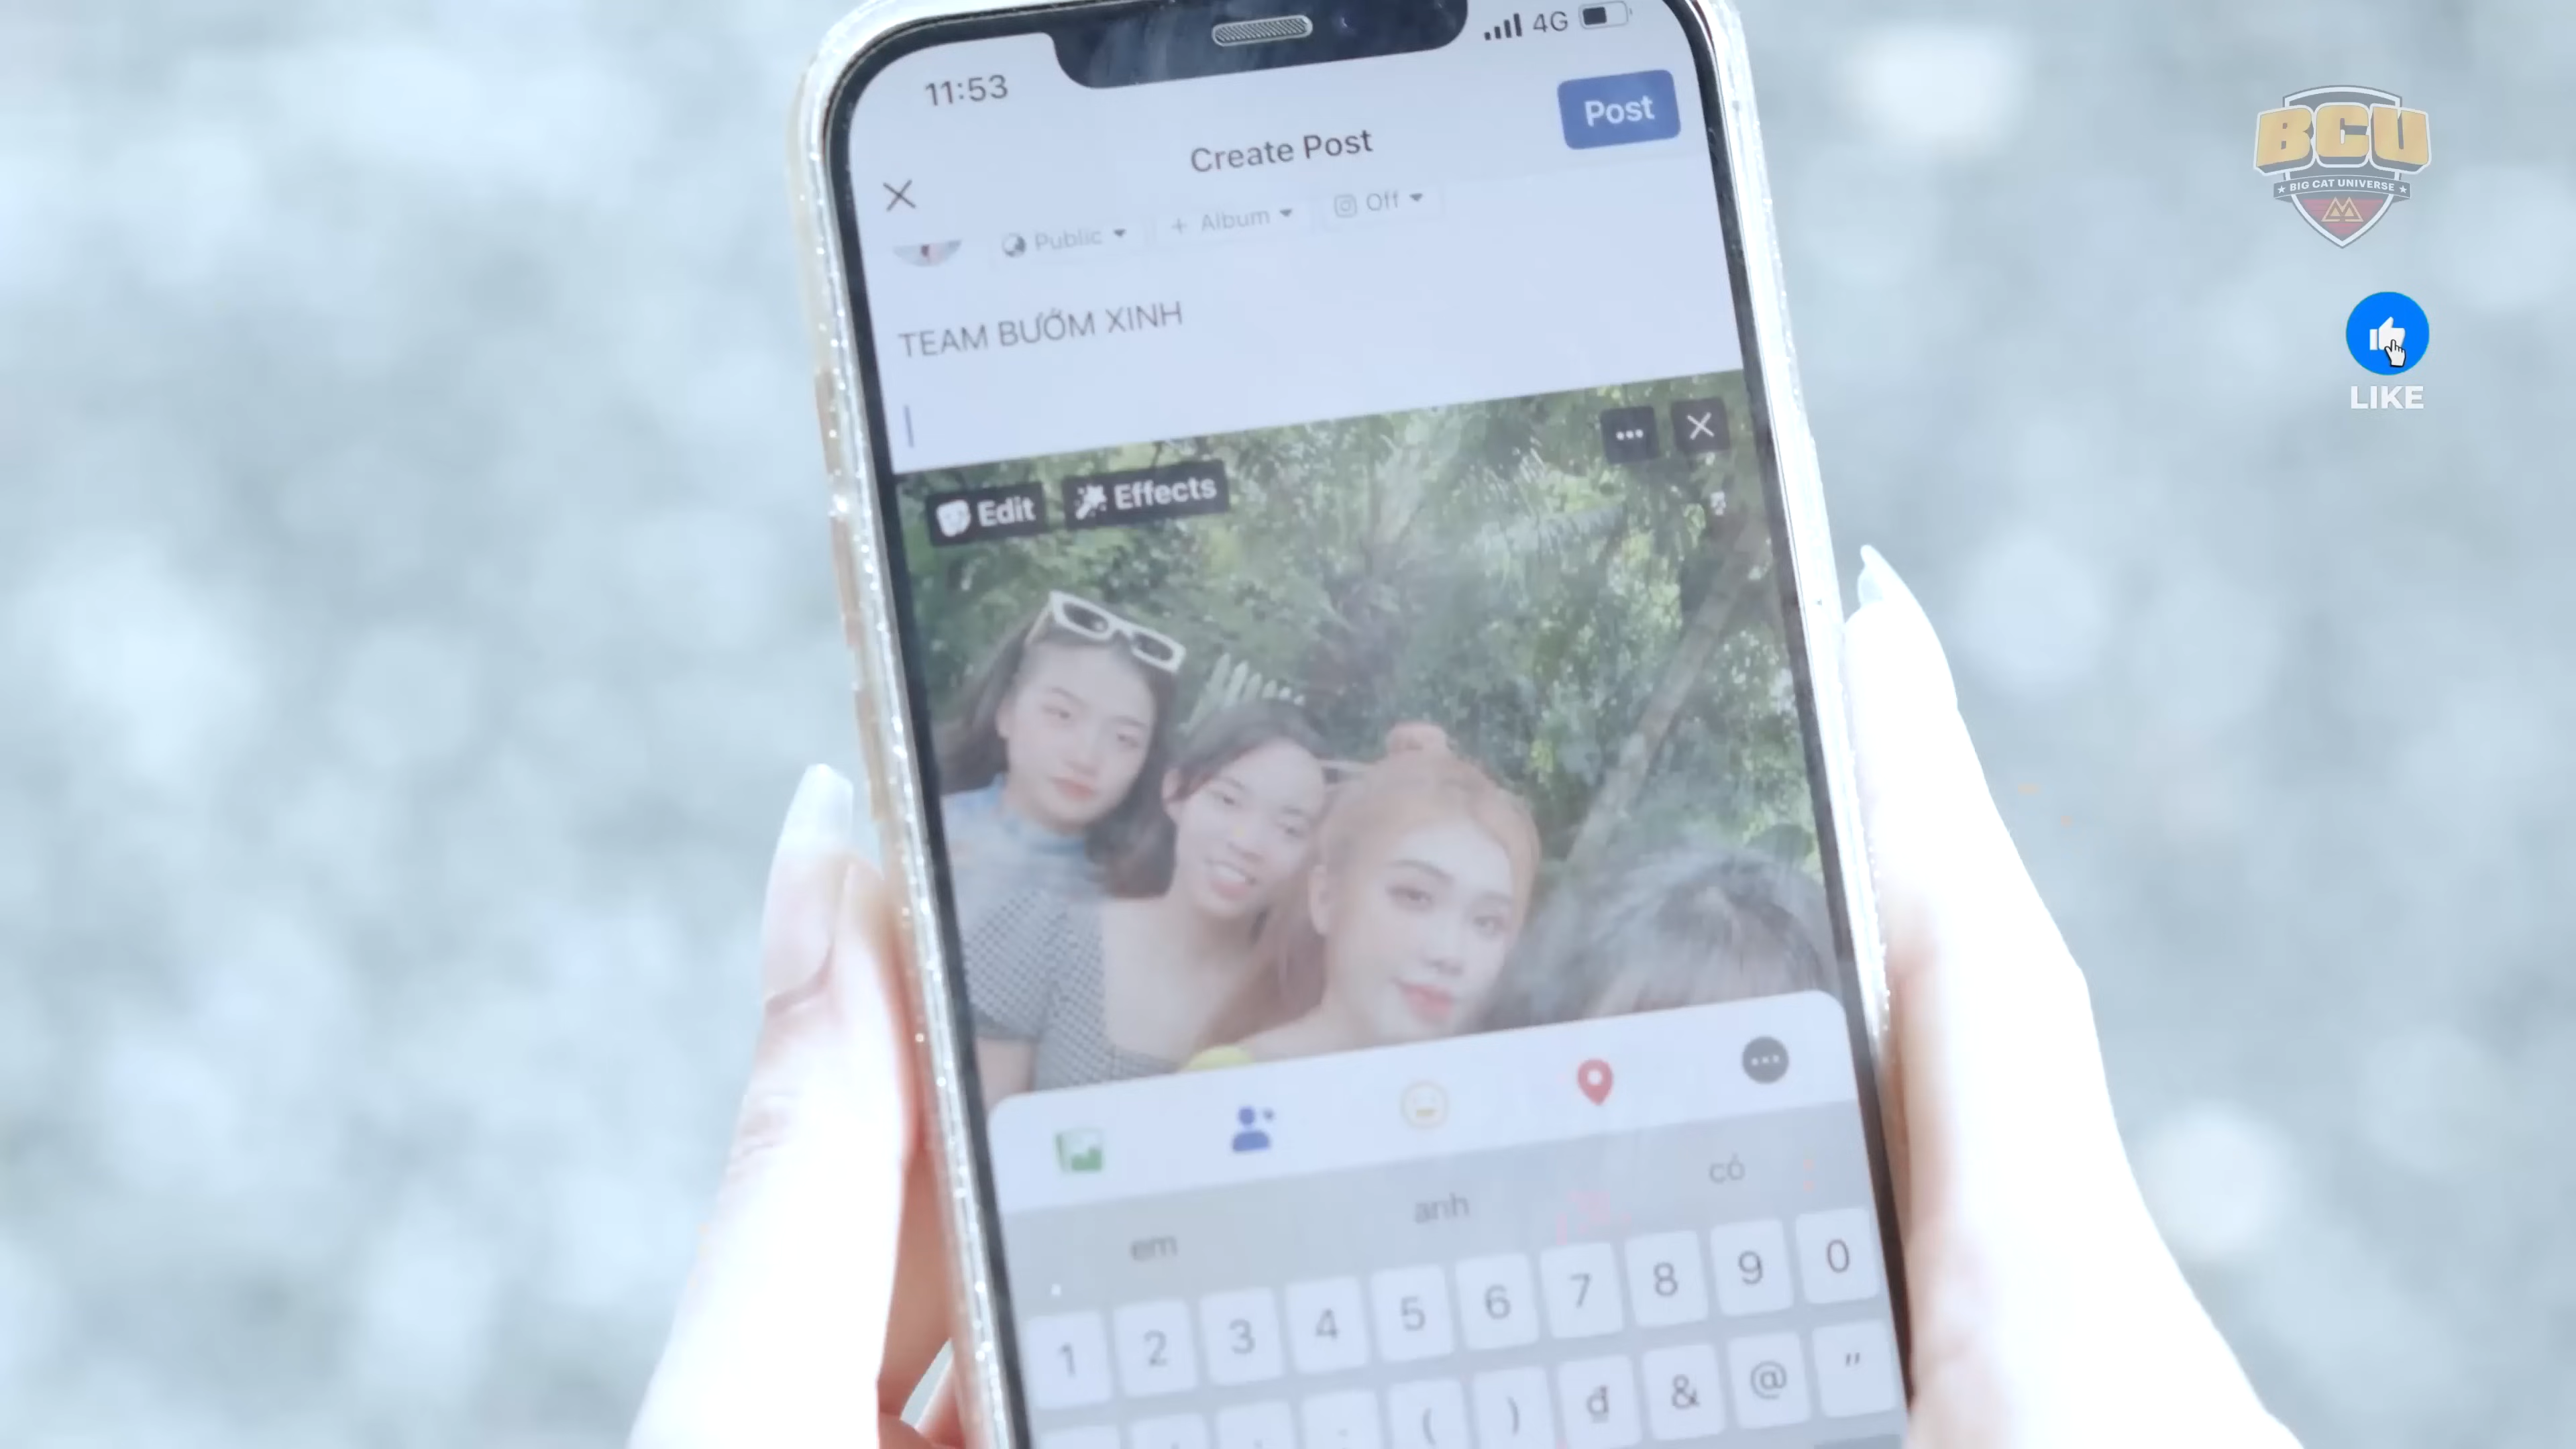 11:53
4G
Post
Create Post
Public
+ Album
Off
TEAM BƯỚM XINH
Edit
Effects
em
anh
có
1 2 3 4 5 6 7 8 9 0
( ) đ & @ "
BCU
BIG CAT UNIVERSE
LIKE